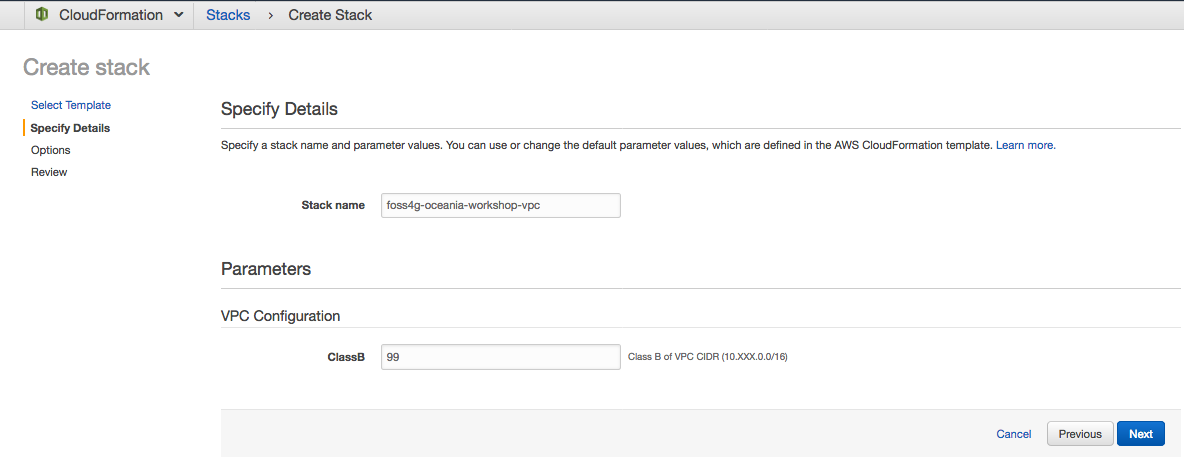 CloudFormation Stacks › Create Stack
Create stack
Select Template
Specify Details
Options
Review
Specify Details
Specify a stack name and parameter values. You can use or change the default parameter values, which are defined in the AWS CloudFormation template. Learn more.
Stack name foss4g-oceania-workshop-vpc
Parameters
VPC Configuration
ClassB 99 Class B of VPC CIDR (10.XXX.0.0/16)
Cancel Previous Next